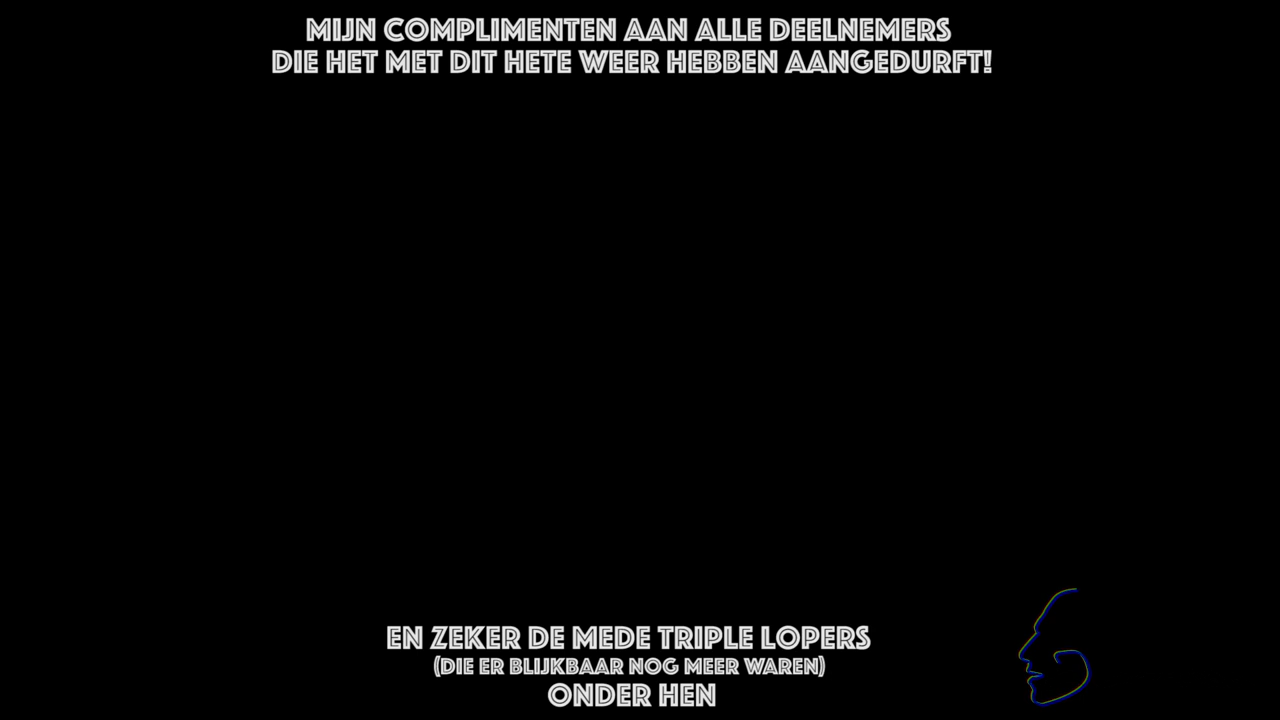 MIJN COMPLIMENTEN AAN ALLE DEELNEMERS
DIE HET MET DIT HETE WEER HEBBEN AANGEDURFT!
EN ZEKER DE MEDE TRIPLE LOPERS
(DIE ER BLIJKBAAR NOG MEER WAREN)
ONDER HEN